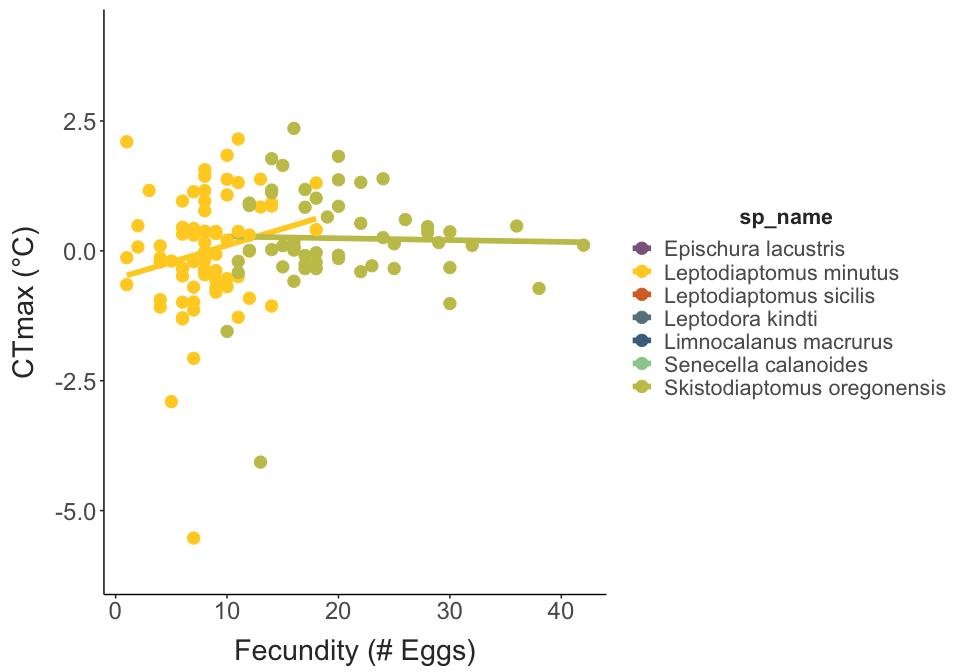 2.5
0.0
-2.5
-5.0
CTmax (°C)
0
10
20
30
40
Fecundity (# Eggs)
sp_name
Epischura lacustris
Leptodiaptomus minutus
Leptodiaptomus sicilis
Leptodora kindti
Limnocalanus macrurus
Senecella calanoides
Skistodiaptomus oregonensis